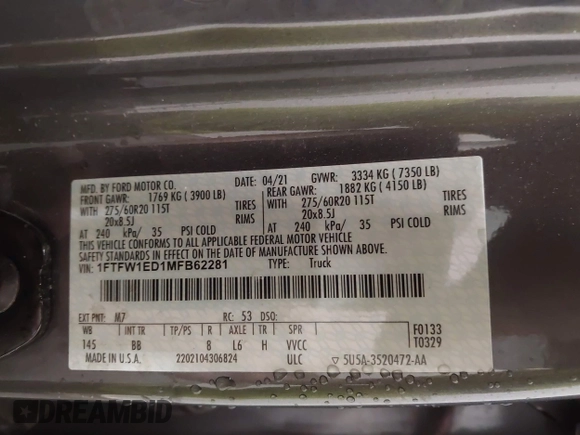 MFD. BY FORD MOTOR CO.
DATE: 04/21 GVWR: 3334 KG ( 7350 LB)
FRONT GAWR: 1769 KG ( 3900 LB) REAR GAWR: 1882 KG ( 4150 LB)
WITH 275/60R20 115T TIRES WITH 275/60R20 115T TIRES
20x8.5J RIMS 20x8.5J RIMS
AT 240 kPa/ 35 PSI COLD AT 240 kPa/ 35 PSI COLD
THIS VEHICLE CONFORMS TO ALL APPLICABLE FEDERAL MOTOR VEHICLE
SAFETY STANDARDS IN EFFECT ON THE DATE OF MANUFACTURE SHOWN ABOVE.
VIN: 1FTFW1ED1MFB62281 TYPE: Truck
EXT PNT: M7 RC: 53 DSO:
WB INT TR TP/PS R AXLE TR SPR F0133
145 BB 8 L6 H VVCC T0329
MADE IN U.S.A. 2202104306824 ULC ▽ 5U5A-3520472-AA
DREAMBID